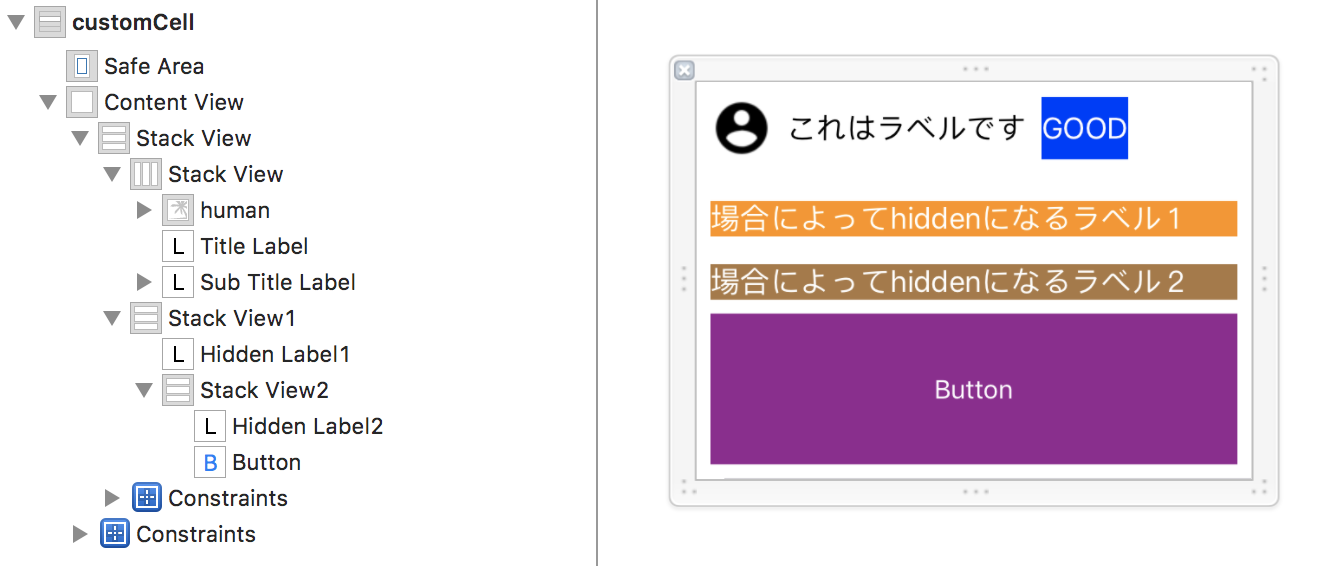 customCell
Safe Area
Content View
Stack View
Stack View
human
L Title Label
L Sub Title Label
Stack View1
L Hidden Label1
Stack View2
L Hidden Label2
B Button
Constraints
Constraints
これはラベルです GOOD
場合によってhiddenになるラベル１
場合によってhiddenになるラベル２
Button